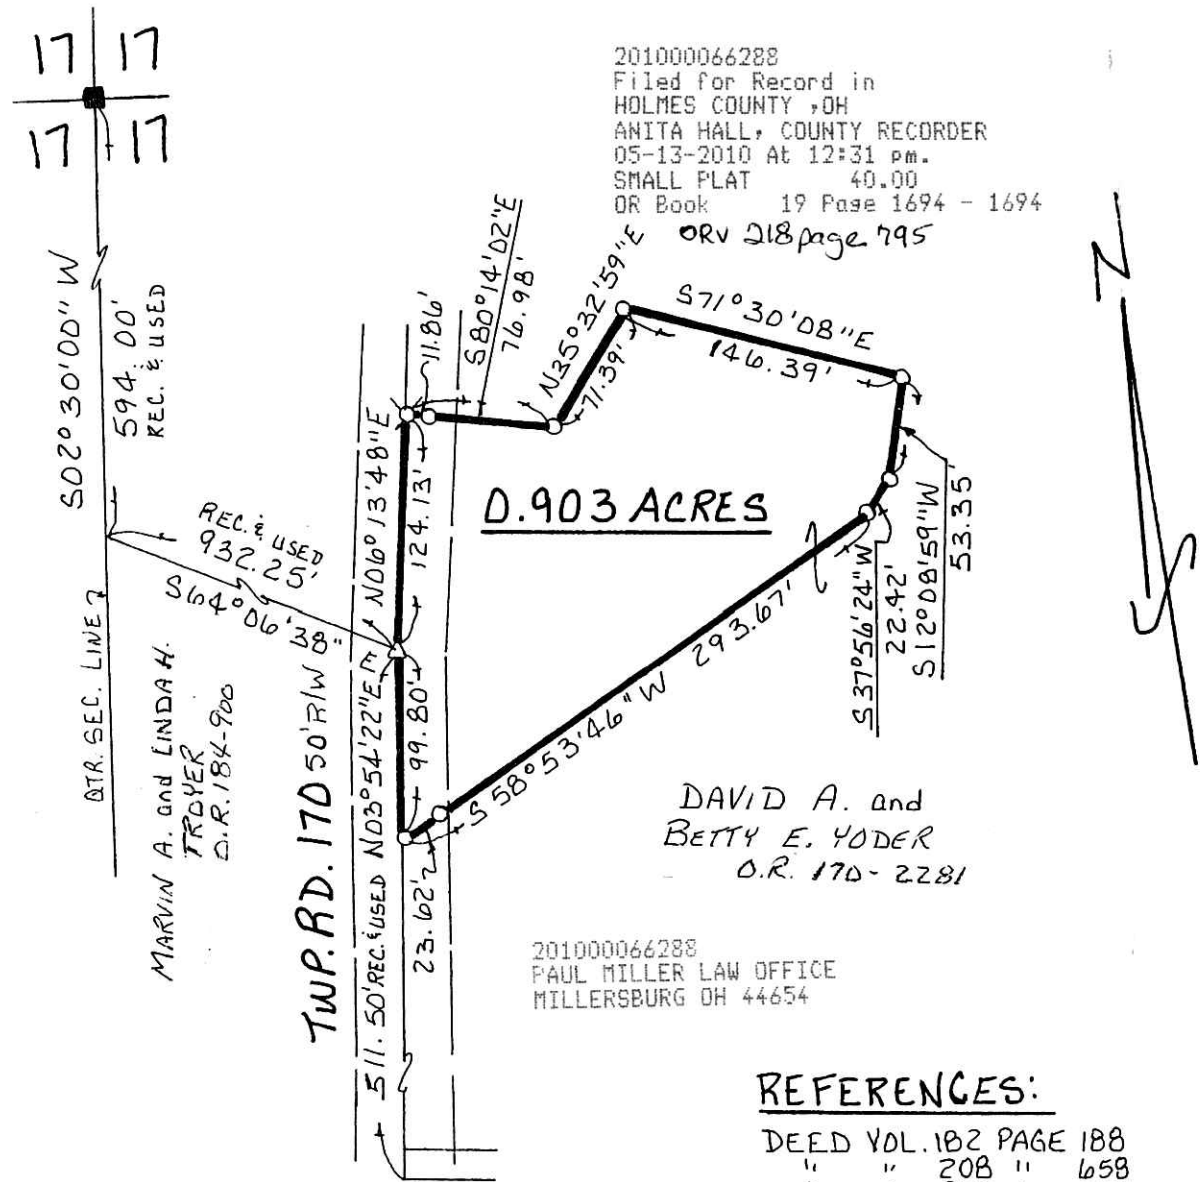 17 17
17 17
201000066288
Filed for Record in
HOLMES COUNTY ,OH
ANITA HALL, COUNTY RECORDER
05-13-2010 At 12:31 pm.
SMALL PLAT 40.00
OR Book 19 Page 1694 - 1694
ORV 218 page 795
N
S02°30'00"W
594.00'
REC. & USED
11.86'
S80°14'02"E
76.98'
N35°32'59"E
71.39'
S71°30'08"E
146.39'
N06°13'48"E
124.13'
0.903 ACRES
REC. & USED
932.25'
S64°06'38"E
S12°08'59"W
53.35'
S37°56'24"W
22.42'
S58°53'46"W 293.67'
QTR. SEC. LINE
MARVIN A. and LINDA H.
TROYER
O.R. 184-900
TWP. RD. 170 50' R/W
511.50' REC. & USED N03°54'22"E
99.80'
23.62'
DAVID A. and
BETTY E. YODER
O.R. 170-2281
201000066288
PAUL MILLER LAW OFFICE
MILLERSBURG OH 44654
REFERENCES:
DEED VOL. 182 PAGE 188
" " 208 " 658